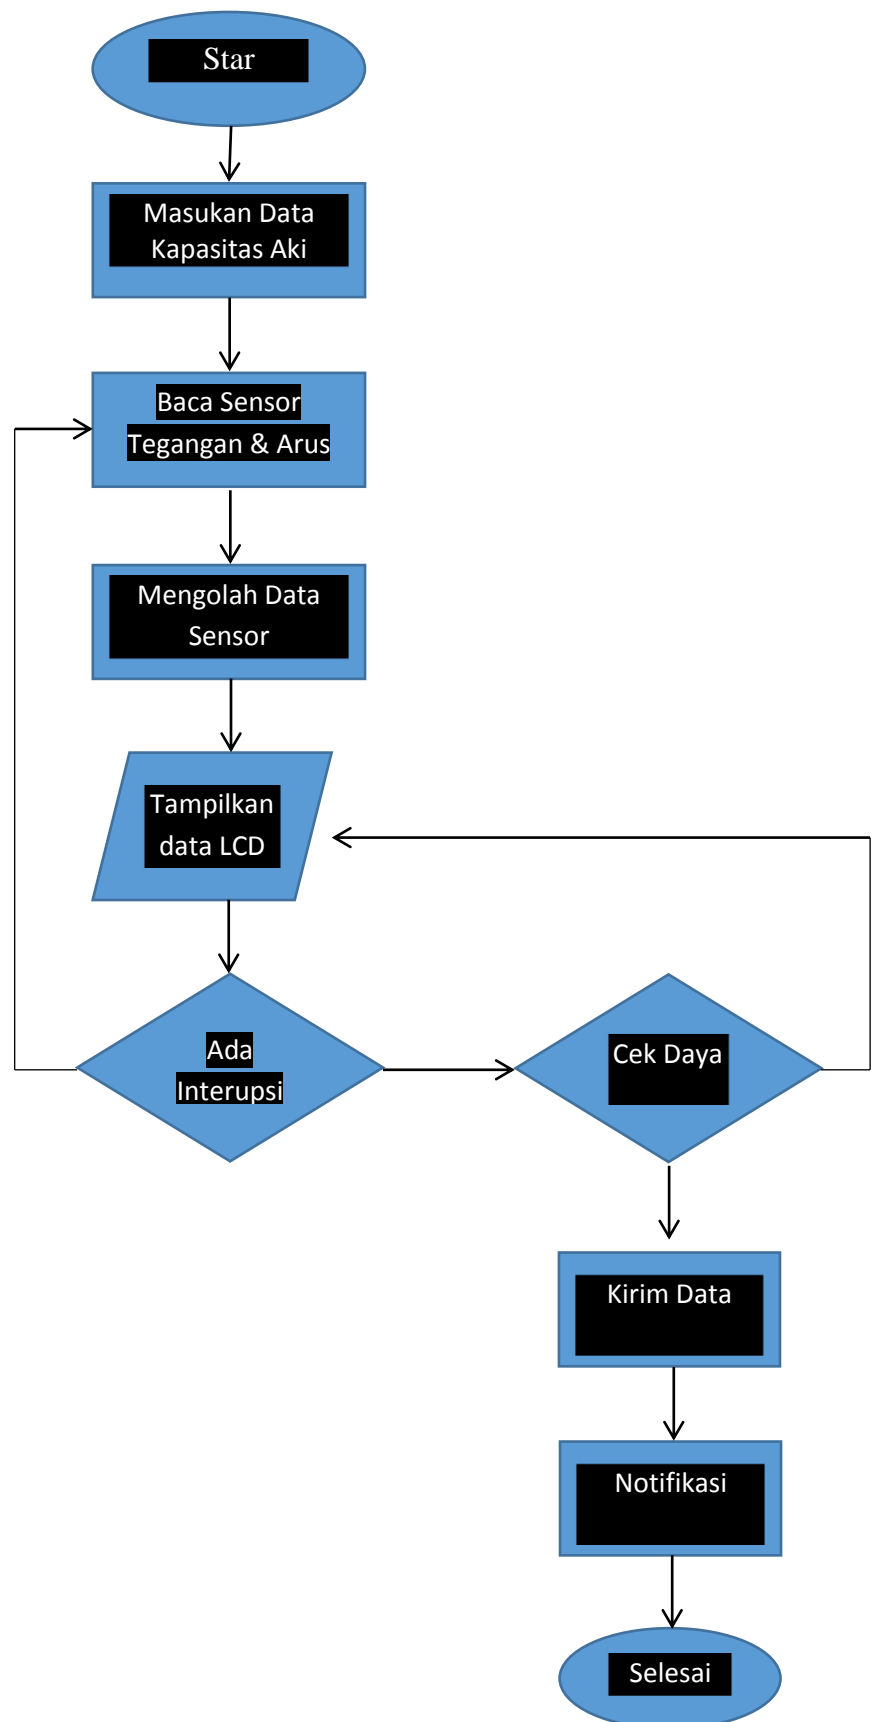 Star
Masukan Data
Kapasitas Aki
Baca Sensor
Tegangan & Arus
Mengolah Data
Sensor
Tampilkan
data LCD
Ada
Interupsi
Cek Daya
Kirim Data
Notifikasi
Selesai